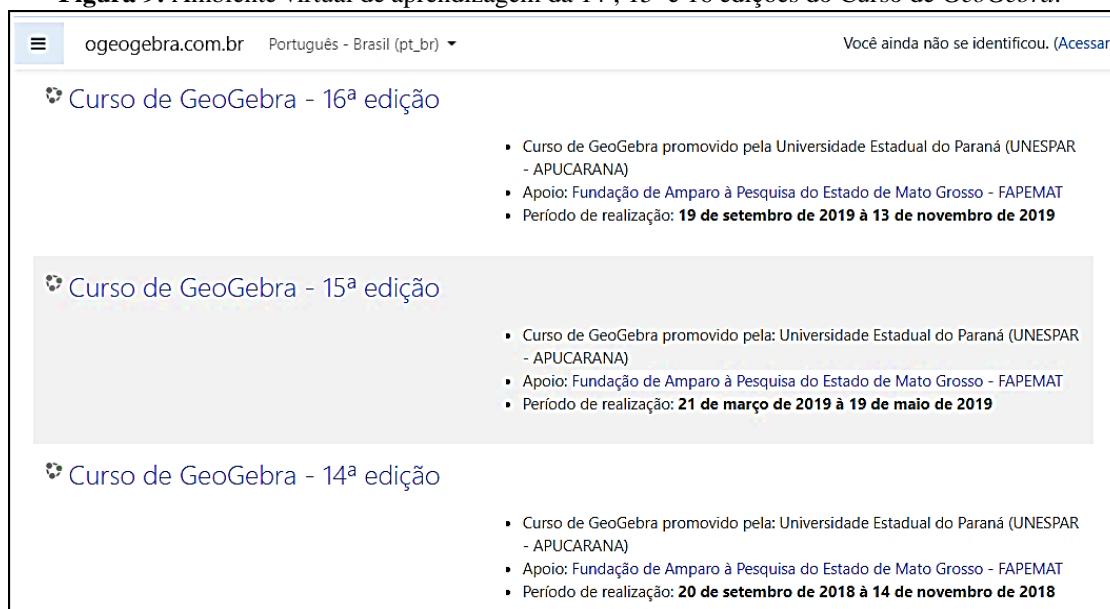 Figura 9: Ambiente virtual de aprendizagem da 14ª, 15ª e 16 edições do Curso de GeoGebra.
ogeogebra.com.br Português - Brasil (pt_br)
Você ainda não se identificou. (Acessar
Curso de GeoGebra - 16ª edição
• Curso de GeoGebra promovido pela Universidade Estadual do Paraná (UNESPAR
- APUCARANA)
• Apoio: Fundação de Amparo à Pesquisa do Estado de Mato Grosso - FAPEMAT
• Período de realização: 19 de setembro de 2019 à 13 de novembro de 2019
Curso de GeoGebra - 15ª edição
• Curso de GeoGebra promovido pela: Universidade Estadual do Paraná (UNESPAR
- APUCARANA)
• Apoio: Fundação de Amparo à Pesquisa do Estado de Mato Grosso - FAPEMAT
• Período de realização: 21 de março de 2019 à 19 de maio de 2019
Curso de GeoGebra - 14ª edição
• Curso de GeoGebra promovido pela: Universidade Estadual do Paraná (UNESPAR
- APUCARANA)
• Apoio: Fundação de Amparo à Pesquisa do Estado de Mato Grosso - FAPEMAT
• Período de realização: 20 de setembro de 2018 à 14 de novembro de 2018